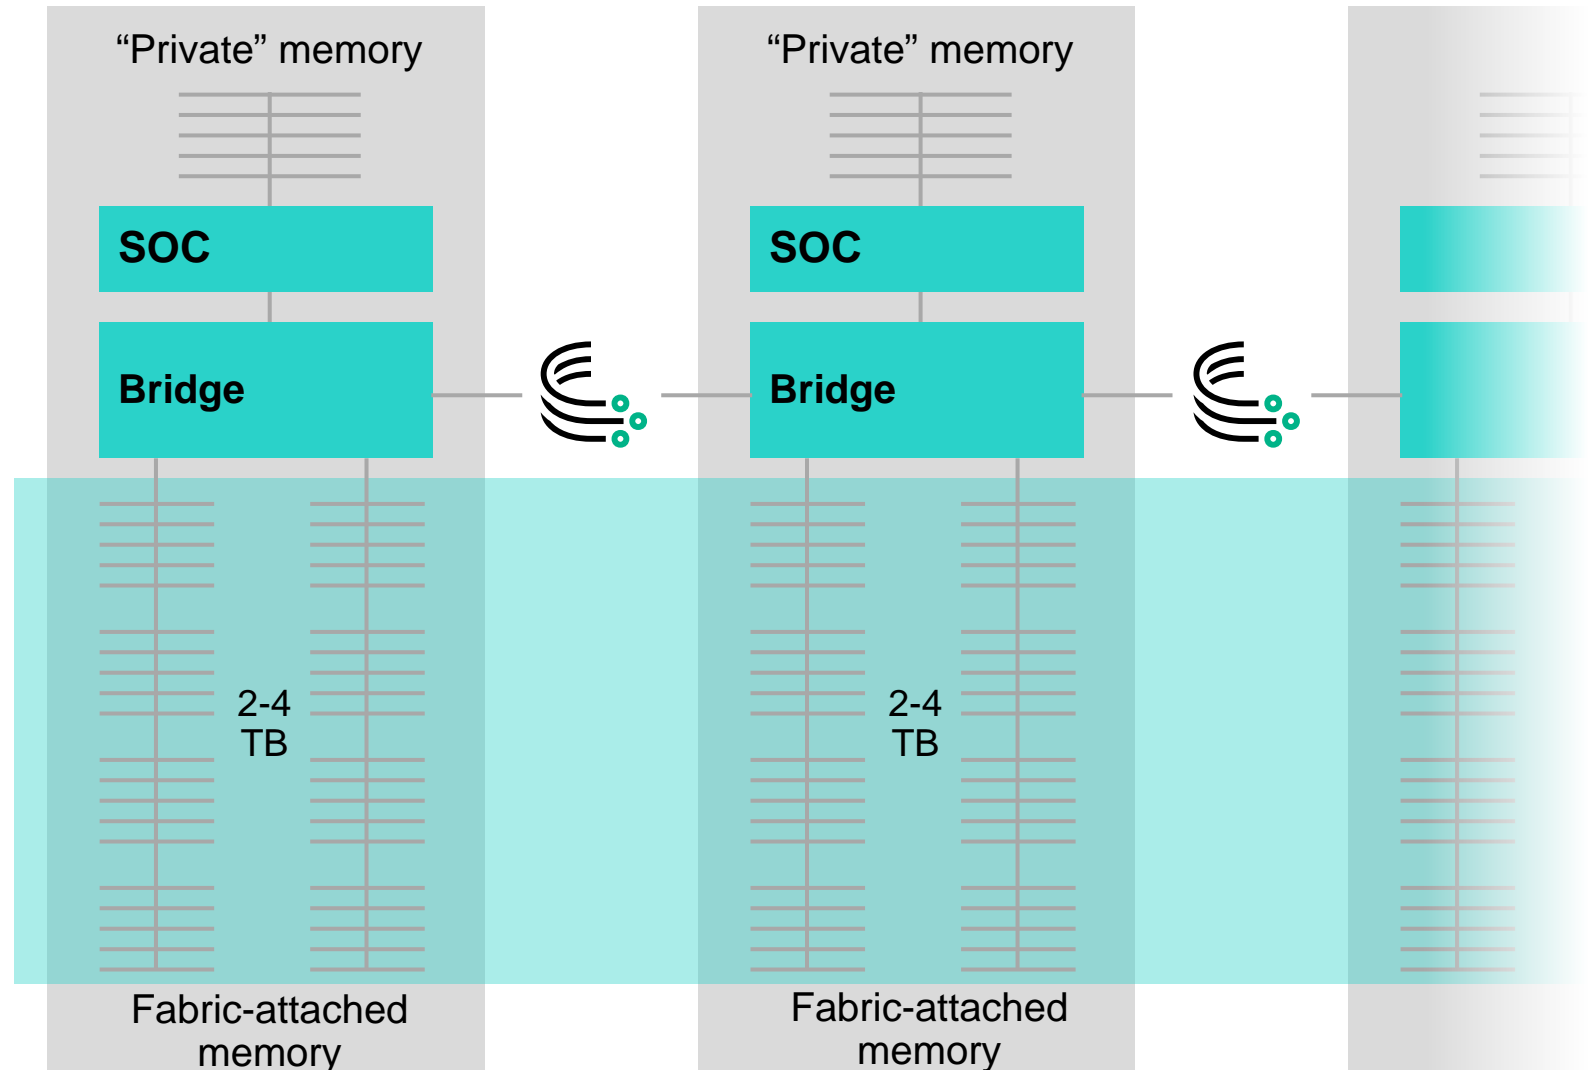 “Private” memory
“Private” memory
SOC
SOC
Bridge
Bridge
2-4
TB
2-4
TB
Fabric-attached
memory
Fabric-attached
memory